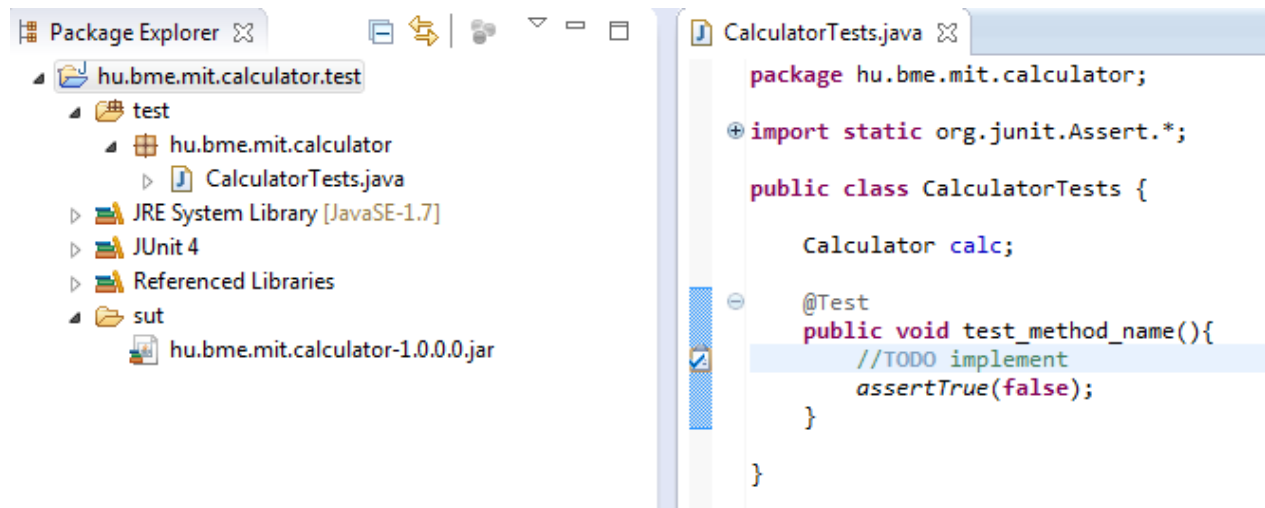 Package Explorer
hu.bme.mit.calculator.test
test
hu.bme.mit.calculator
CalculatorTests.java
JRE System Library [JavaSE-1.7]
JUnit 4
Referenced Libraries
sut
hu.bme.mit.calculator-1.0.0.0.jar
CalculatorTests.java
package hu.bme.mit.calculator;
import static org.junit.Assert.*;
public class CalculatorTests {
Calculator calc;
@Test
public void test_method_name(){
//TODO implement
assertTrue(false);
}
}